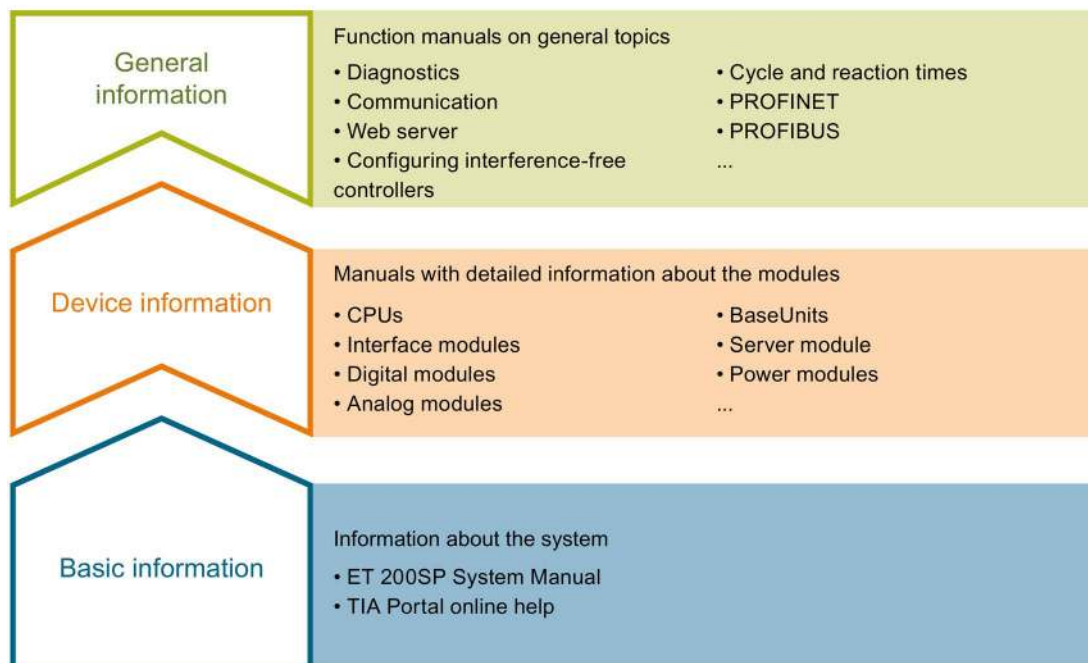 General
information
Function manuals on general topics
• Diagnostics
• Communication
• Web server
• Configuring interference-free
controllers
• Cycle and reaction times
• PROFINET
• PROFIBUS
...
Device information
Manuals with detailed information about the modules
• CPUs
• Interface modules
• Digital modules
• Analog modules
• BaseUnits
• Server module
• Power modules
...
Basic information
Information about the system
• ET 200SP System Manual
• TIA Portal online help